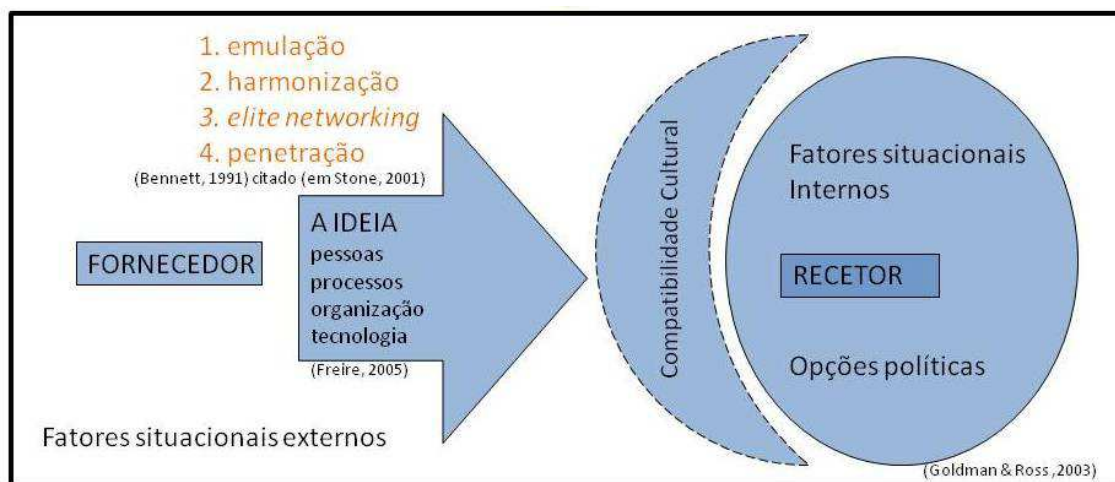 1. emulação
2. harmonização
3. elite networking
4. penetração
(Bennett, 1991) citado (em Stone, 2001)
FORNECEDOR
A IDEIA
pessoas
processos
organização
tecnologia
(Freire, 2005)
Fatores situacionais externos
Compatibilidade Cultural
Fatores situacionais
Internos
RECETOR
Opções políticas
(Goldman & Ross ,2003)